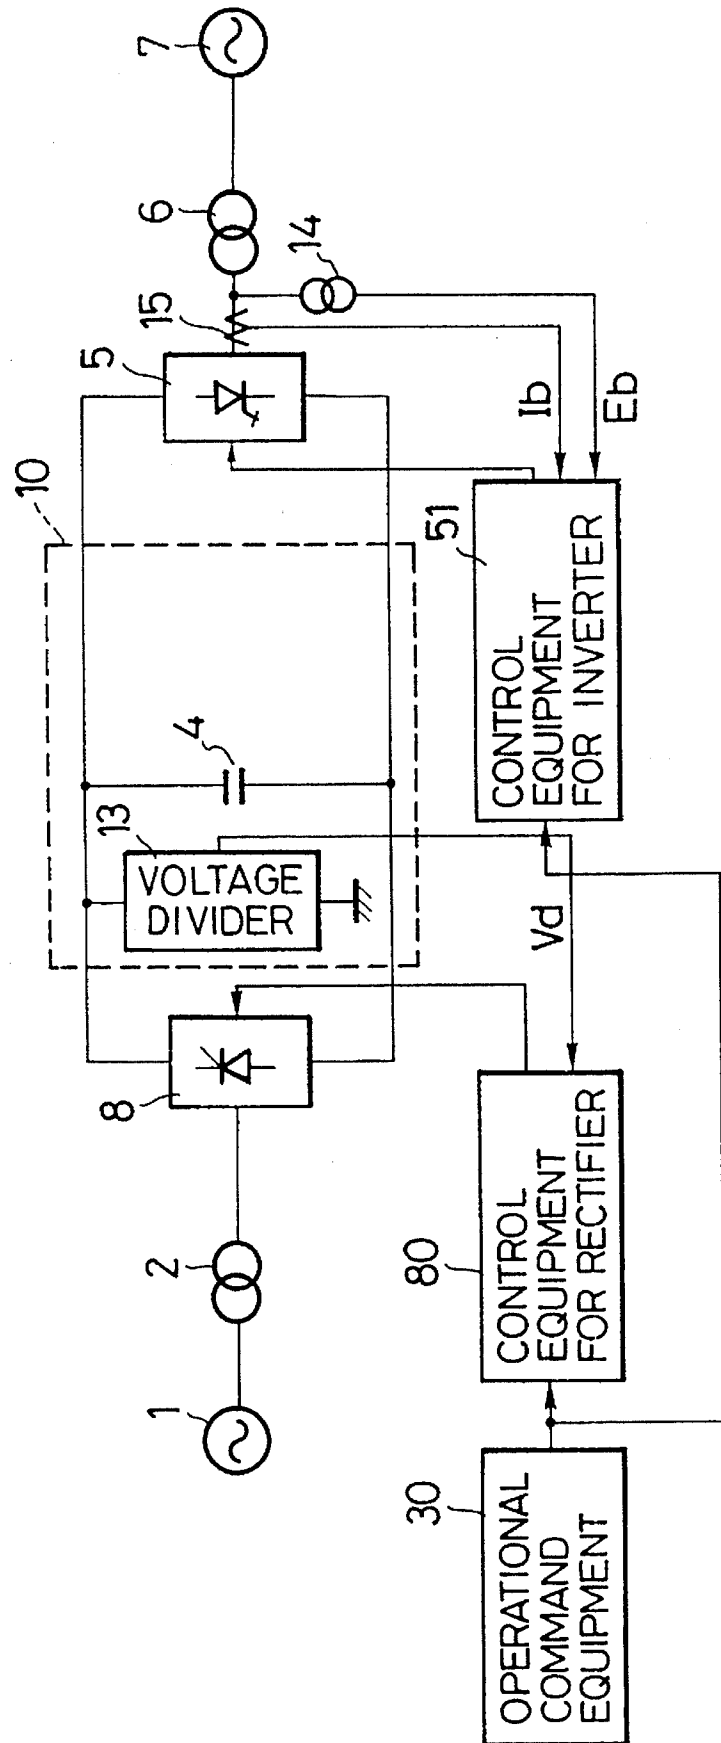 1
2
8
10
13
VOLTAGE
DIVIDER
4
5
15
6
14
7
Vd
Ib
Eb
30
OPERATIONAL
COMMAND
EQUIPMENT
80
CONTROL
EQUIPMENT
FOR RECTIFIER
51
CONTROL
EQUIPMENT
FOR INVERTER